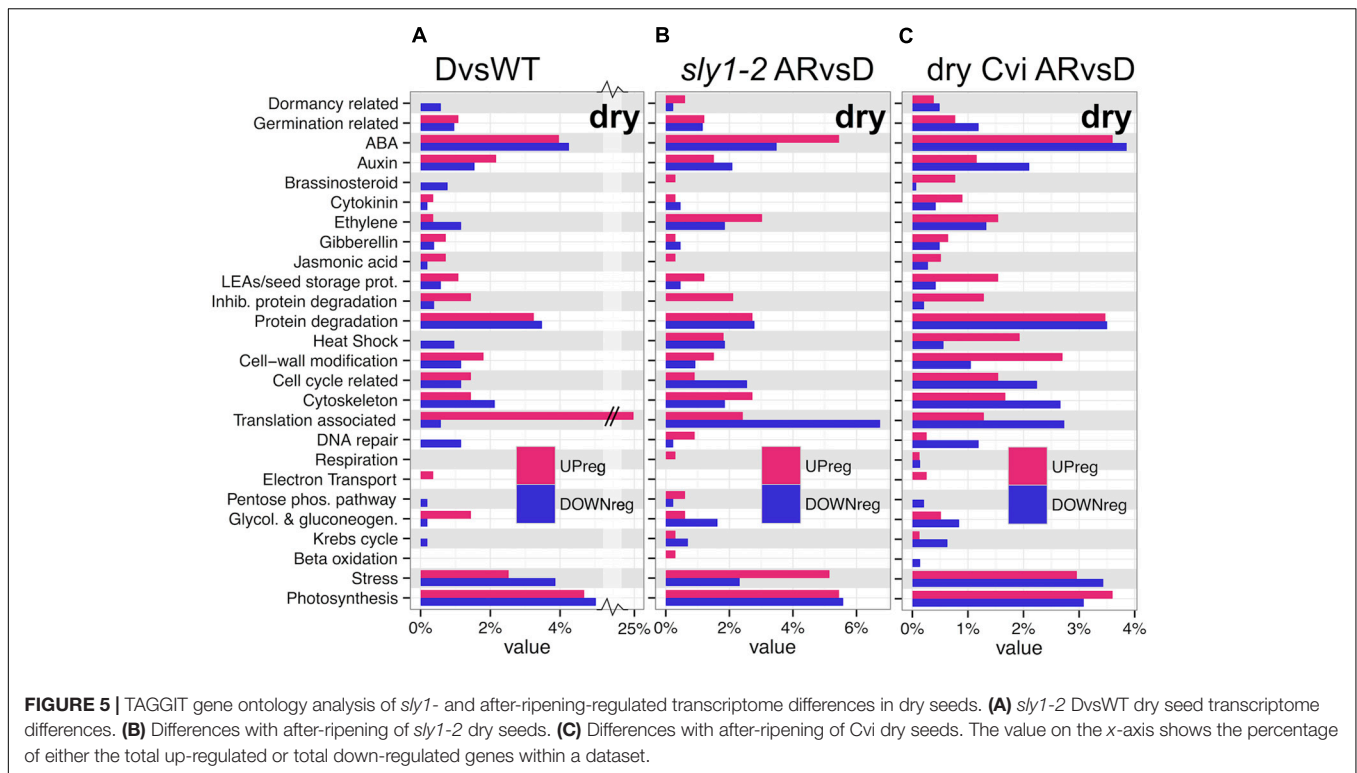 A
B
C
DvsWT
sly1-2 ARvsD
dry Cvi ARvsD
dry
dry
dry
Dormancy related
Germination related
ABA
Auxin
Brassinosteroid
Cytokinin
Ethylene
Gibberellin
Jasmonic acid
LEAs/seed storage prot.
Inhib. protein degradation
Protein degradation
Heat Shock
Cell–wall modification
Cell cycle related
Cytoskeleton
Translation associated
DNA repair
Respiration
Electron Transport
Pentose phos. pathway
Glycol. & gluconeogen.
Krebs cycle
Beta oxidation
Stress
Photosynthesis
UPreg
DOWNreg
UPreg
DOWNreg
UPreg
DOWNreg
0% 2% 4% 25%
0% 2% 4% 6%
0% 1% 2% 3% 4%
value
value
value
FIGURE 5 | TAGGIT gene ontology analysis of sly1- and after-ripening-regulated transcriptome differences in dry seeds. (A) sly1-2 DvsWT dry seed transcriptome
differences. (B) Differences with after-ripening of sly1-2 dry seeds. (C) Differences with after-ripening of Cvi dry seeds. The value on the x-axis shows the percentage
of either the total up-regulated or total down-regulated genes within a dataset.